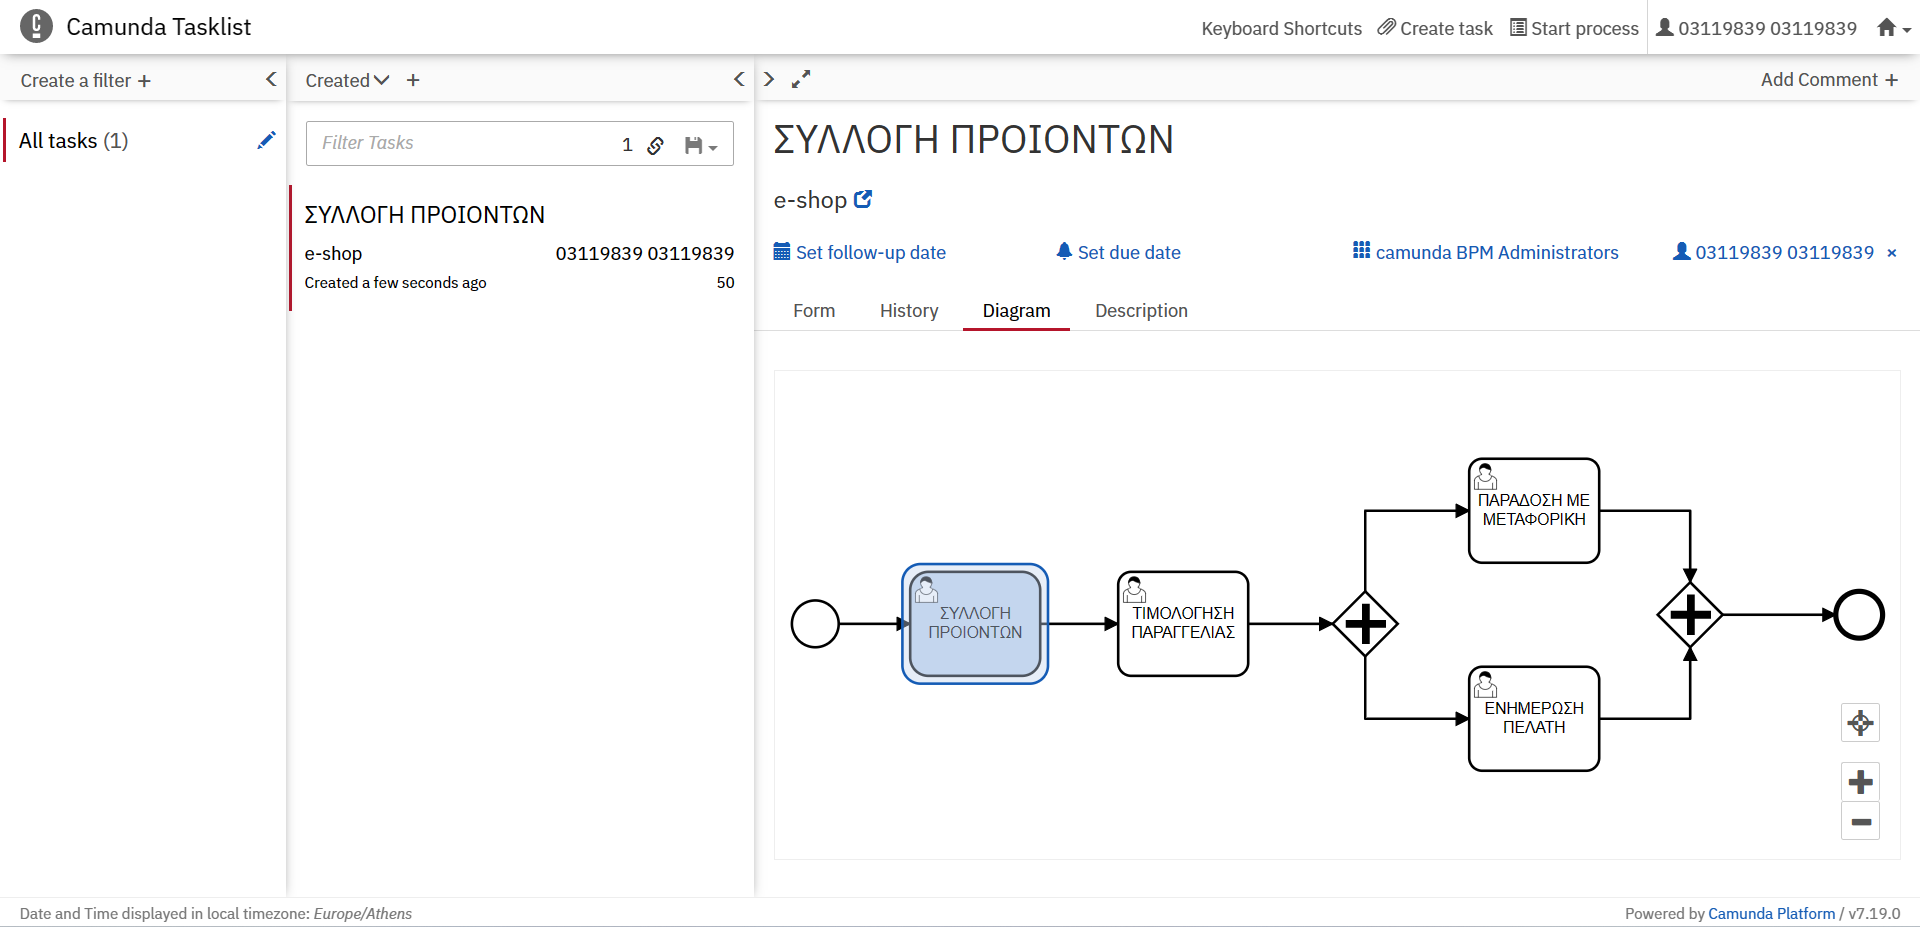 Camunda Tasklist
Keyboard Shortcuts Create task Start process 03119839 03119839
Create a filter +
Created +
Add Comment +
All tasks (1)
Filter Tasks 1
ΣΥΛΛΟΓΗ ΠΡΟΙΟΝΤΩΝ
e-shop 03119839 03119839
Created a few seconds ago 50
ΣΥΛΛΟΓΗ ΠΡΟΙΟΝΤΩΝ
e-shop
Set follow-up date Set due date camunda BPM Administrators 03119839 03119839 ×
Form History Diagram Description
ΣΥΛΛΟΓΗ
ΠΡΟΙΟΝΤΩΝ
ΤΙΜΟΛΟΓΗΣΗ
ΠΑΡΑΓΓΕΛΙΑΣ
ΠΑΡΑΔΟΣΗ ΜΕ
ΜΕΤΑΦΟΡΙΚΗ
ΕΝΗΜΕΡΩΣΗ
ΠΕΛΑΤΗ
Date and Time displayed in local timezone: Europe/Athens
Powered by Camunda Platform / v7.19.0